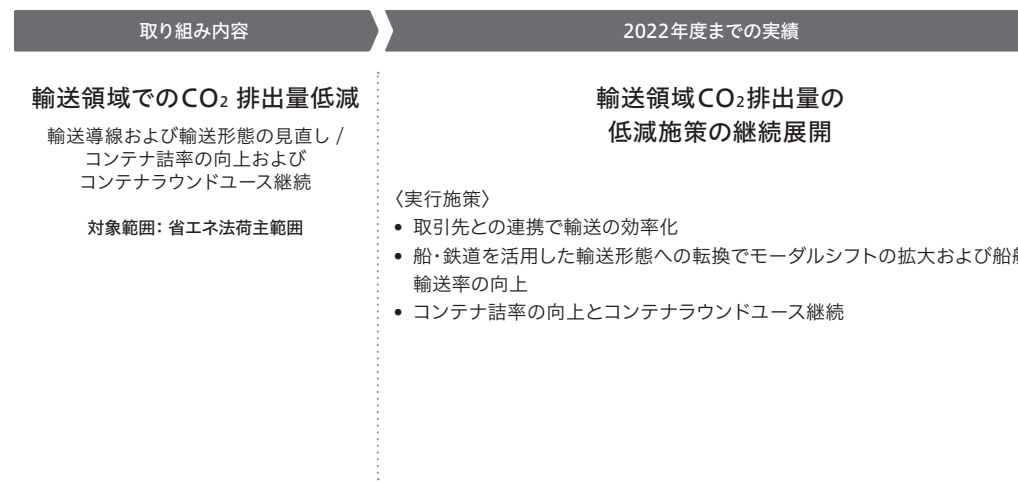 取り組み内容
2022年度までの実績
輸送領域でのCO₂ 排出量低減
輸送導線および輸送形態の見直し /
コンテナ詰率の向上および
コンテナラウンドユース継続
対象範囲: 省エネ法荷主範囲
輸送領域CO₂排出量の
低減施策の継続展開
〈実行施策〉
• 取引先との連携で輸送の効率化
• 船・鉄道を活用した輸送形態への転換でモーダルシフトの拡大および船
輸送率の向上
• コンテナ詰率の向上とコンテナラウンドユース継続